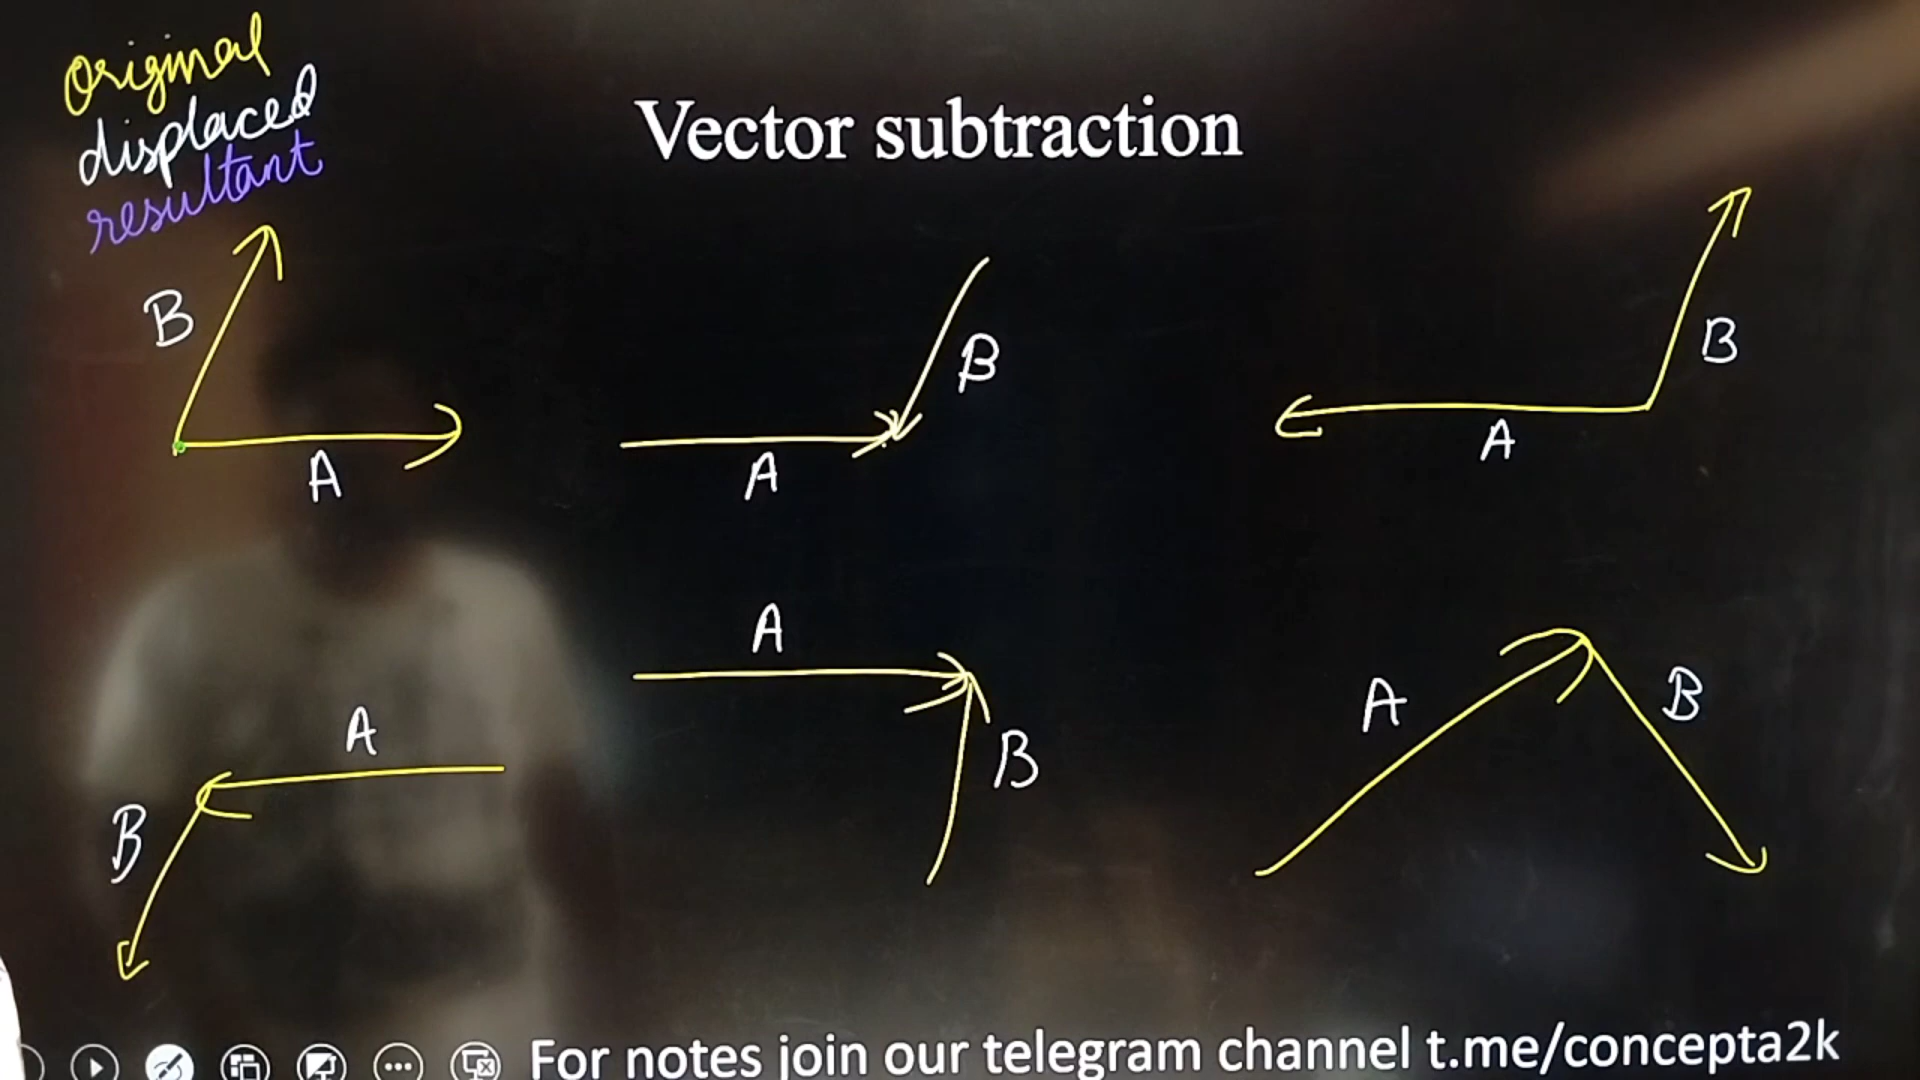 Original
displaced
resultant
Vector subtraction
B
A
B
A
B
A
A
B
A
B
A
B
For notes join our telegram channel t.me/concepta2k